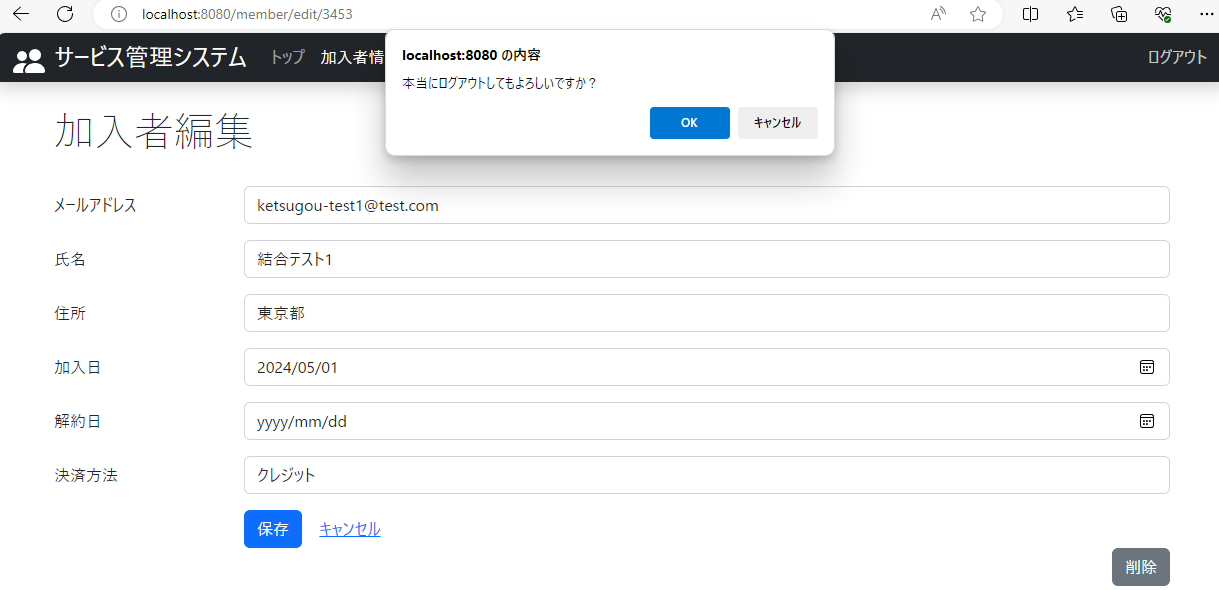 localhost:8080/member/edit/3453
サービス管理システム トップ 加入者情 ログアウト
localhost:8080 の内容
本当にログアウトしてもよろしいですか？
OK キャンセル
加入者編集
メールアドレス ketsugou-test1@test.com
氏名 結合テスト1
住所 東京都
加入日 2024/05/01
解約日 yyyy/mm/dd
決済方法 クレジット
保存 キャンセル
削除